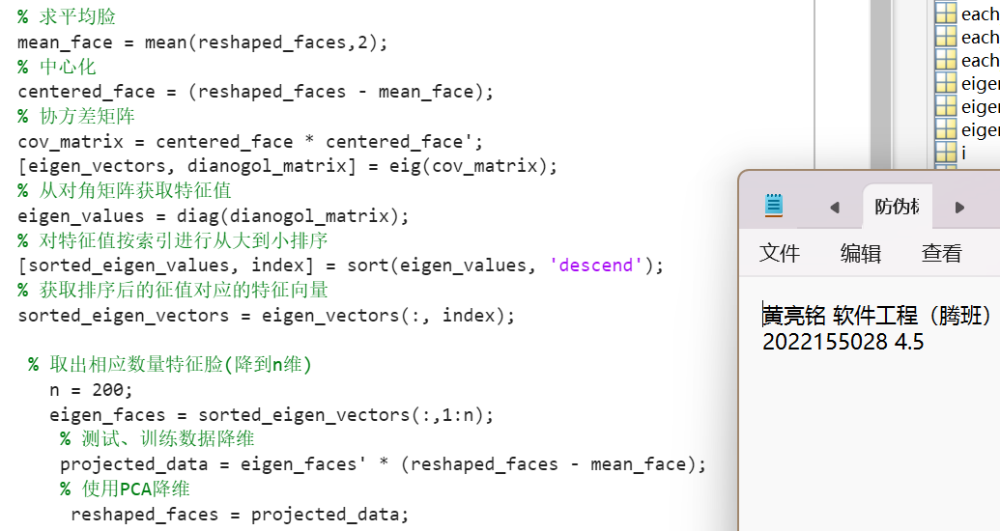 % 求平均脸
mean_face = mean(reshaped_faces,2);
% 中心化
centered_face = (reshaped_faces - mean_face);
% 协方差矩阵
cov_matrix = centered_face * centered_face';
[eigen_vectors, dianogol_matrix] = eig(cov_matrix);
% 从对角矩阵获取特征值
eigen_values = diag(dianogol_matrix);
% 对特征值按索引进行从大到小排序
[sorted_eigen_values, index] = sort(eigen_values, 'descend');
% 获取排序后的征值对应的特征向量
sorted_eigen_vectors = eigen_vectors(:, index);
% 取出相应数量特征脸(降到n维)
n = 200;
eigen_faces = sorted_eigen_vectors(:,1:n);
% 测试、训练数据降维
projected_data = eigen_faces' * (reshaped_faces - mean_face);
% 使用PCA降维
reshaped_faces = projected_data;
each
each
each
eigen
eigen
eigen
i
防伪标
文件 编辑 查看
黄亮铭 软件工程（腾班）
2022155028 4.5